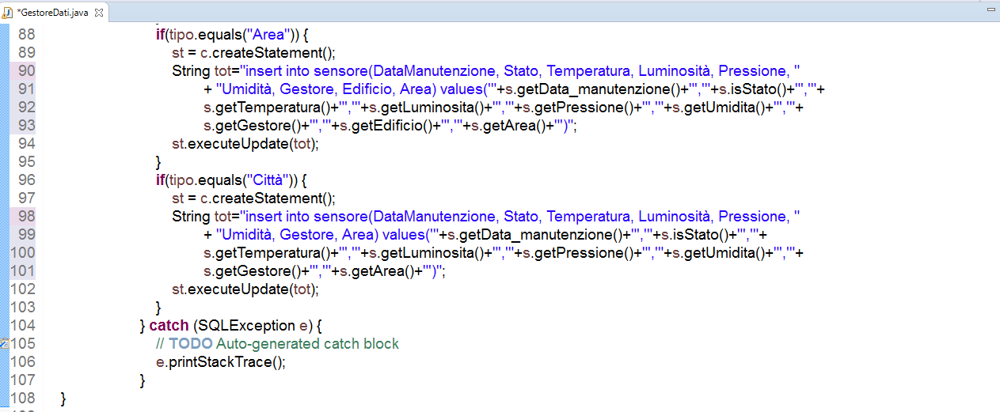 *GestoreDati.java
88 if(tipo.equals("Area")) {
89 st = c.createStatement();
90 String tot="insert into sensore(DataManutenzione, Stato, Temperatura, Luminosità, Pressione, "
91 + "Umidità, Gestore, Edificio, Area) values('"+s.getData_manutenzione()+"','"+s.isStato()+"','"+
92 s.getTemperatura()+"','"+s.getLuminosita()+"','"+s.getPressione()+"','"+s.getUmidita()+"','"+
93 s.getGestore()+"','"+s.getEdificio()+"','"+s.getArea()+"')";
94 st.executeUpdate(tot);
95 }
96 if(tipo.equals("Città")) {
97 st = c.createStatement();
98 String tot="insert into sensore(DataManutenzione, Stato, Temperatura, Luminosità, Pressione, "
99 + "Umidità, Gestore, Area) values('"+s.getData_manutenzione()+"','"+s.isStato()+"','"+
100 s.getTemperatura()+"','"+s.getLuminosita()+"','"+s.getPressione()+"','"+s.getUmidita()+"','"+
101 s.getGestore()+"','"+s.getArea()+"')";
102 st.executeUpdate(tot);
103 }
104 } catch (SQLException e) {
105 // TODO Auto-generated catch block
106 e.printStackTrace();
107 }
108 }